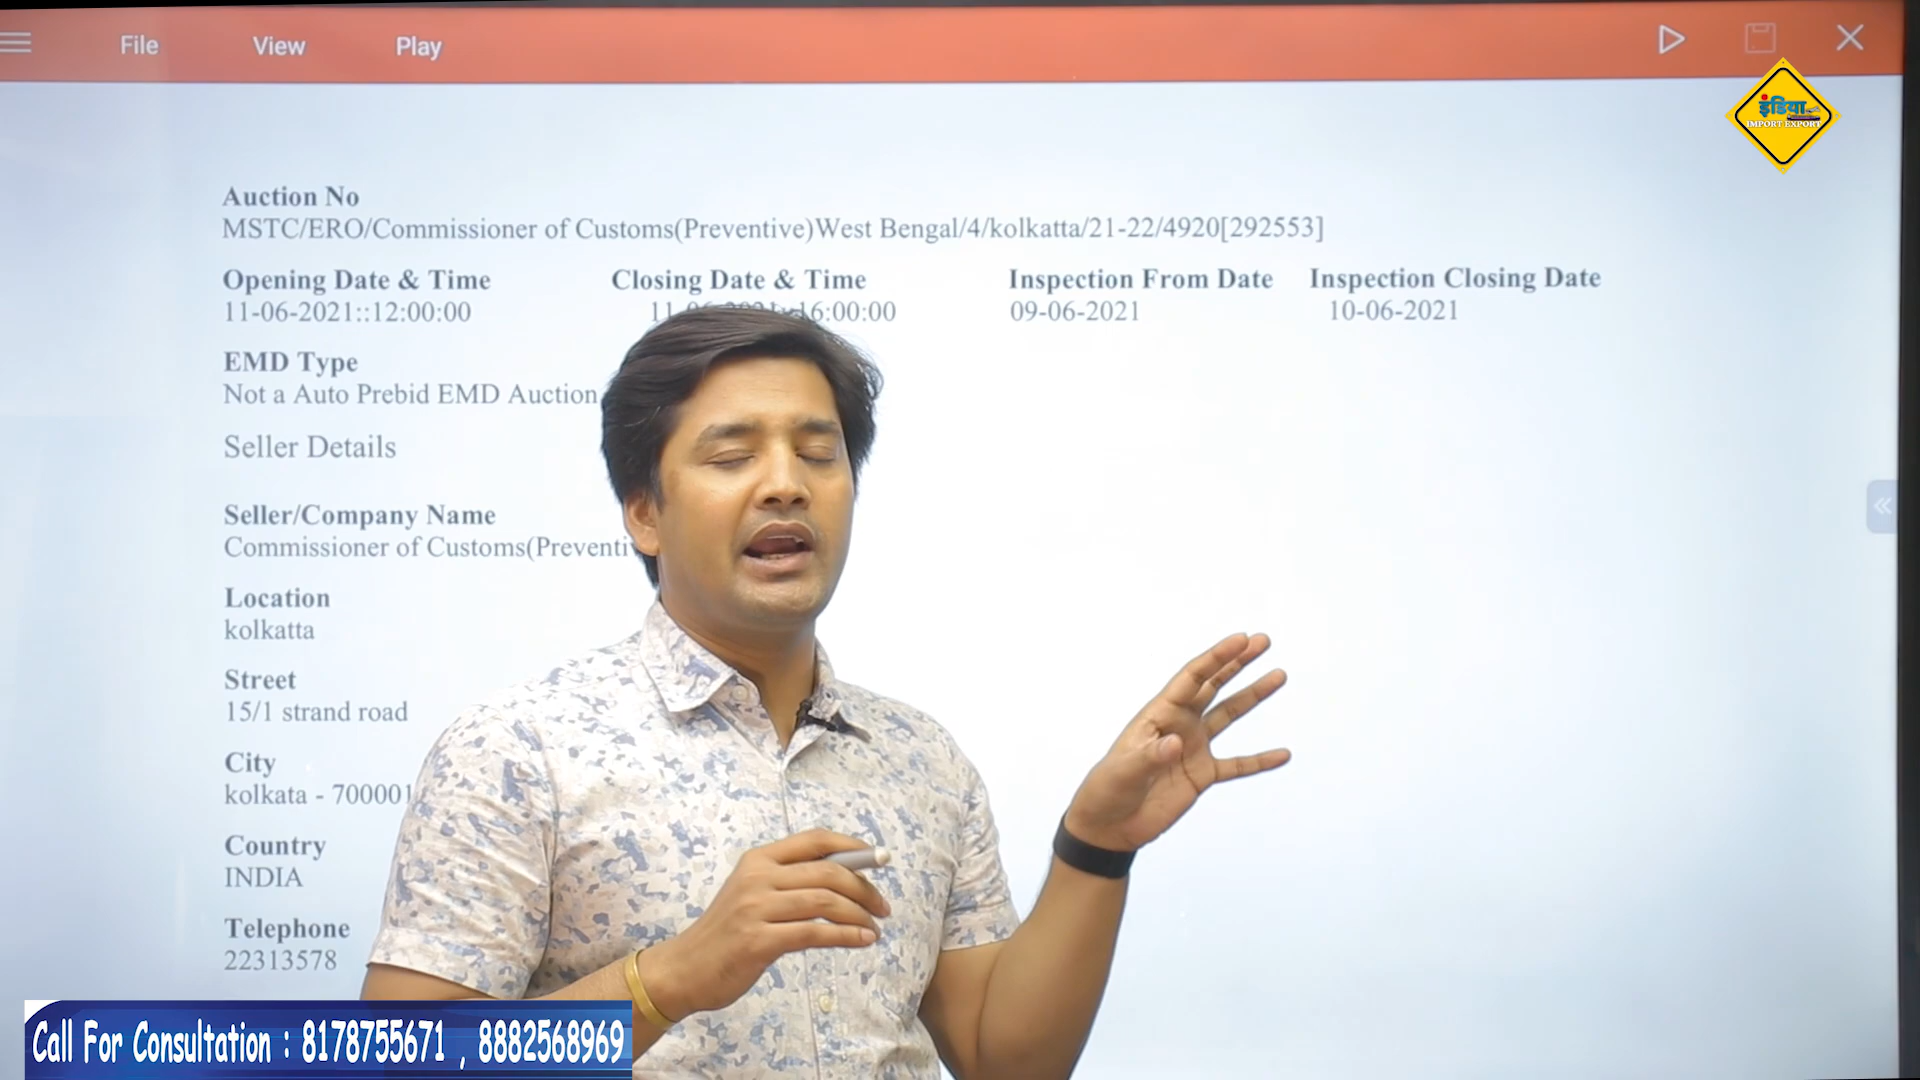 File View Play
इंडिया
IMPORT EXPORT
Auction No
MSTC/ERO/Commissioner of Customs(Preventive)West Bengal/4/kolkatta/21-22/4920[292553]
Opening Date & Time Closing Date & Time Inspection From Date Inspection Closing Date
11-06-2021::12:00:00 16:00:00 09-06-2021 10-06-2021
EMD Type
Not a Auto Prebid EMD Auction
Seller Details
Seller/Company Name
Commissioner of Customs(Preventi
Location
kolkatta
Street
15/1 strand road
City
kolkata - 700001
Country
INDIA
Telephone
22313578
Call For Consultation : 8178755671 , 8882568969